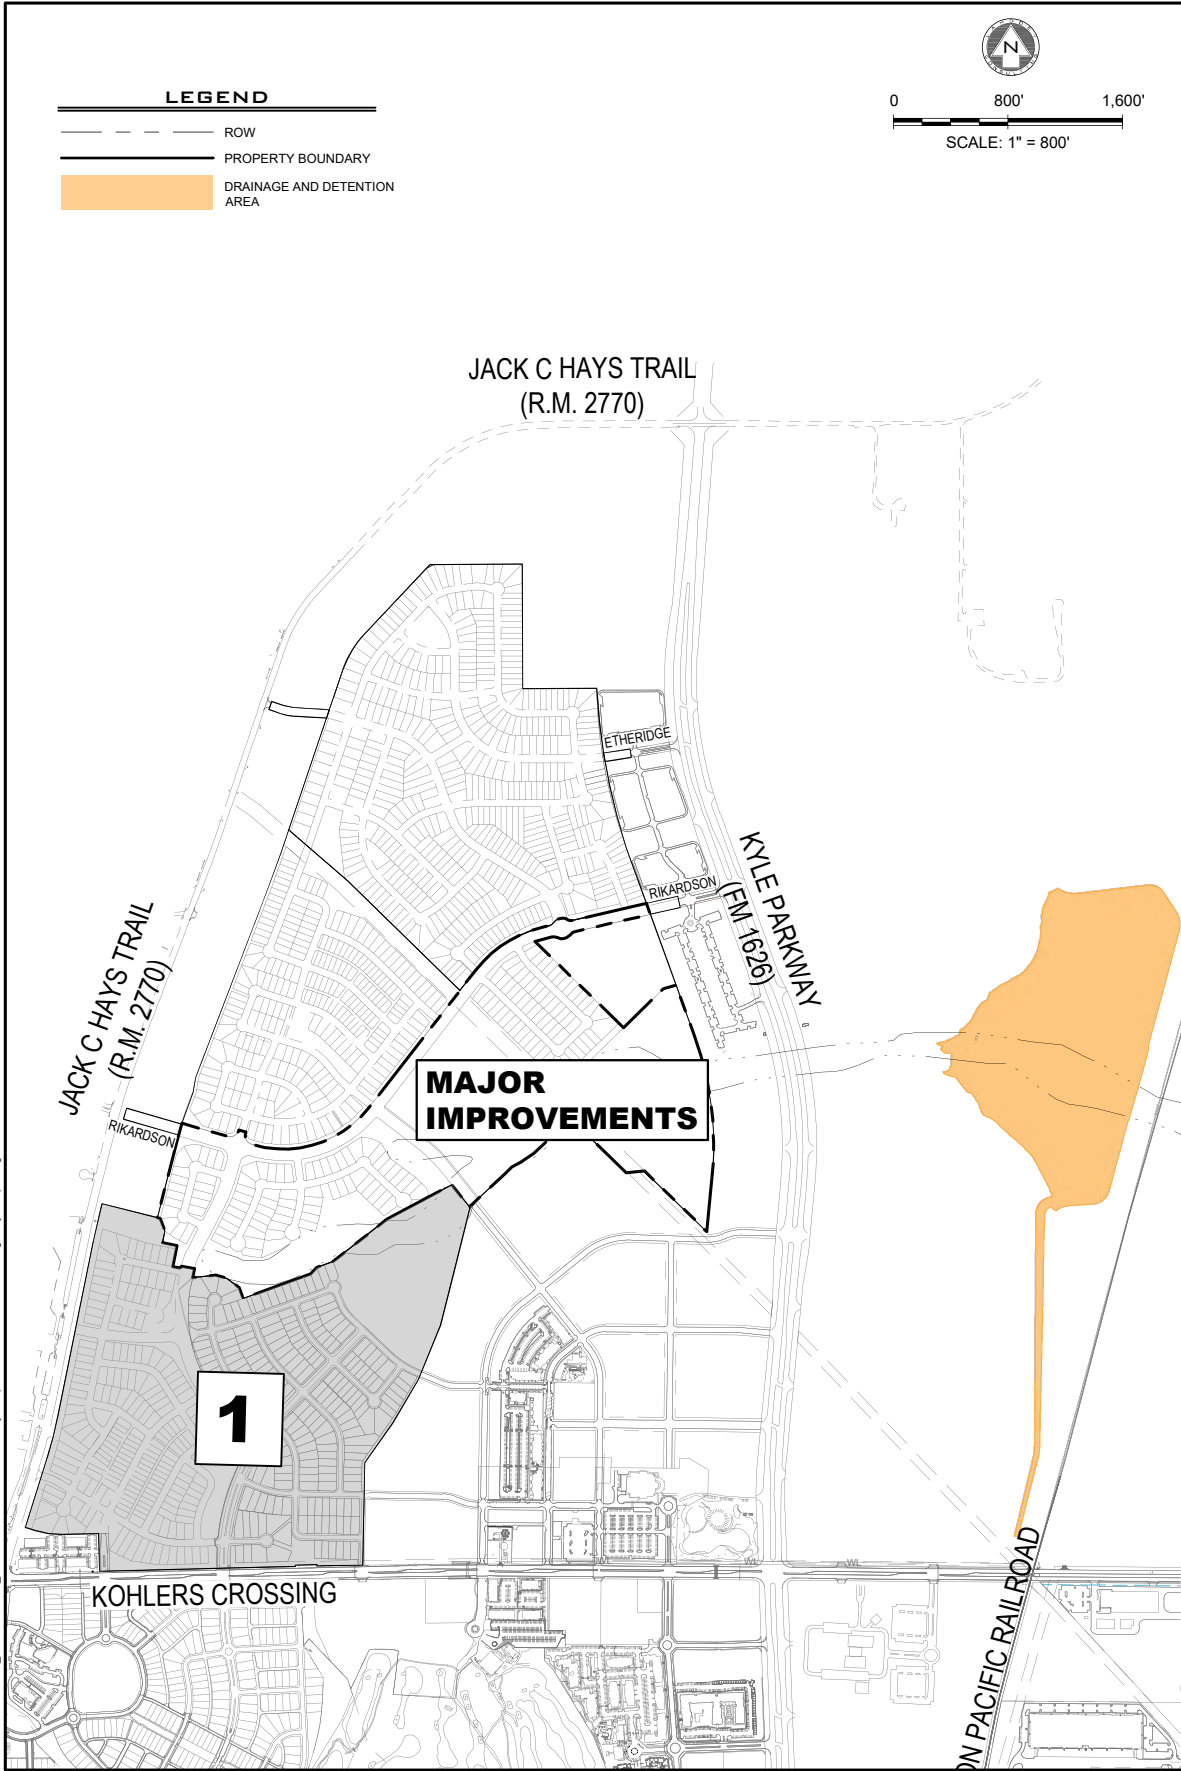 N
LEGEND
ROW
PROPERTY BOUNDARY
DRAINAGE AND DETENTION
AREA
0 800' 1,600'
SCALE: 1" = 800'
JACK C HAYS TRAIL
(R.M. 2770)
ETHERIDGE
RIKARDSON
KYLE PARKWAY
(FM 1626)
JACK C HAYS TRAIL
(R.M. 2770)
MAJOR
IMPROVEMENTS
RIKARDSON
1
KOHLERS CROSSING
ON PACIFIC RAILROAD
WL
WL